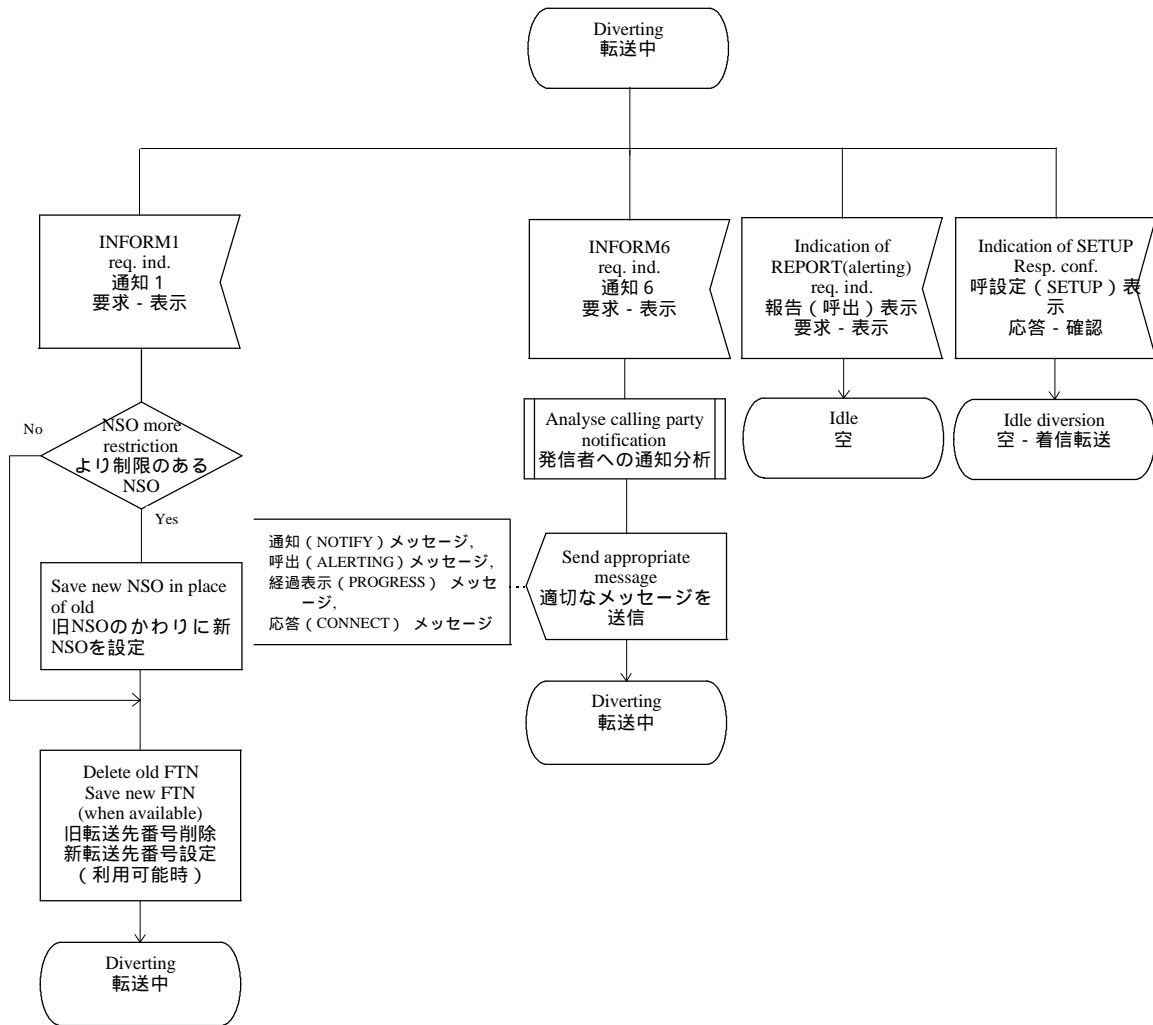 Diverting
転送中
INFORM1
req. ind.
通知１
要求 - 表示
INFORM6
req. ind.
通知６
要求 - 表示
Indication of
REPORT(alerting)
req. ind.
報告（呼出）表示
要求 - 表示
Indication of SETUP
Resp. conf.
呼設定（SETUP）表
示
応答 - 確認
No
NSO more
restriction
より制限のある
NSO
Yes
Analyse calling party
notification
発信者への通知分析
Idle
空
Idle diversion
空 - 着信転送
Save new NSO in place
of old
旧NSOのかわりに新
NSOを設定
通知（NOTIFY）メッセージ,
呼出（ALERTING）メッセージ,
経過表示（PROGRESS） メッセ
ージ,
応答（CONNECT） メッセージ
Send appropriate
message
適切なメッセージを
送信
Diverting
転送中
Delete old FTN
Save new FTN
(when available)
旧転送先番号削除
新転送先番号設定
（利用可能時）
Diverting
転送中